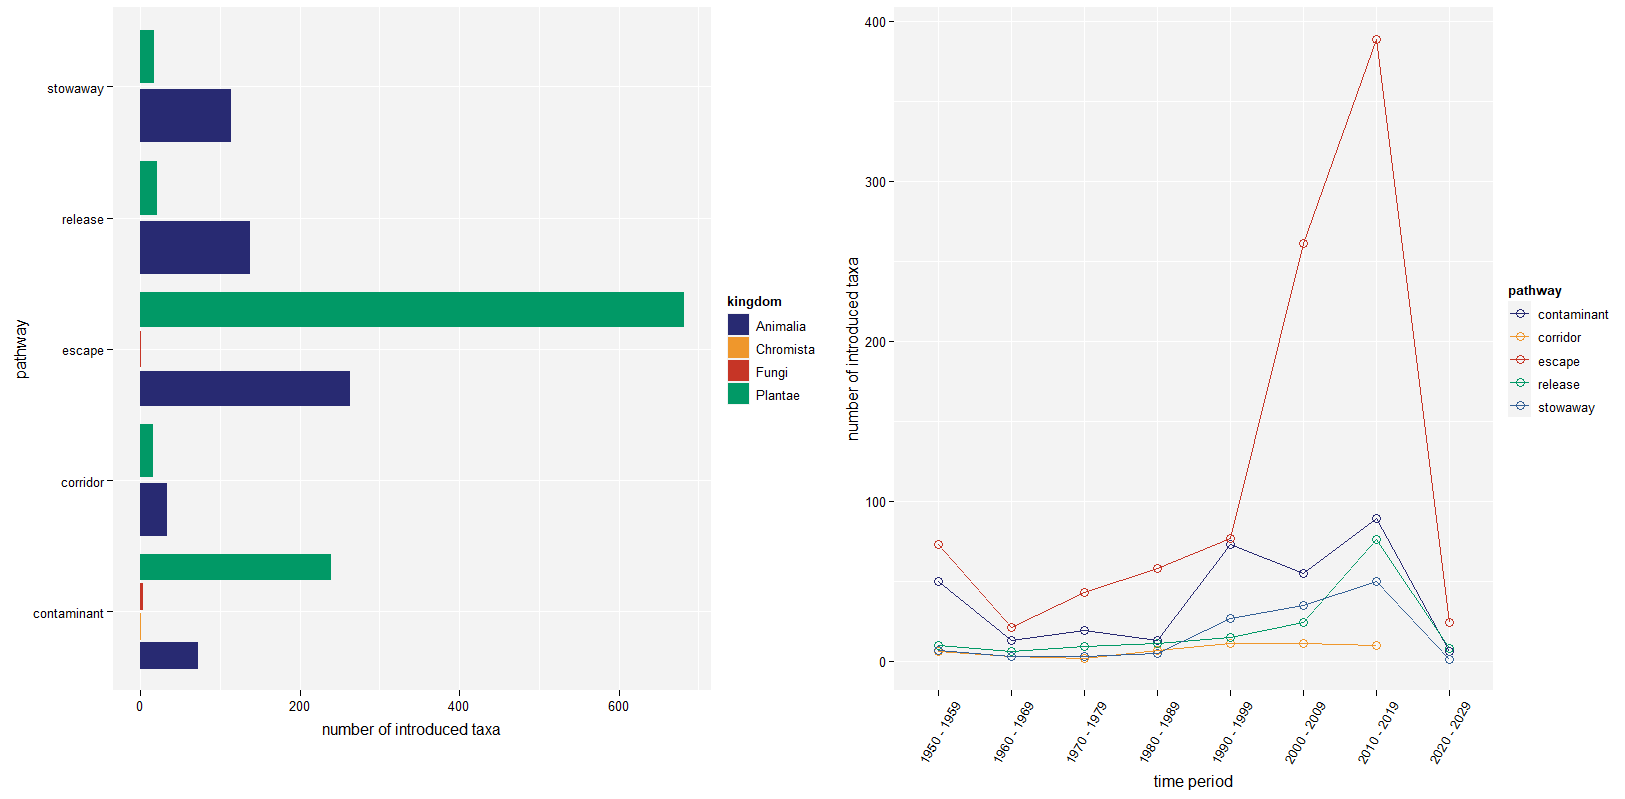 stowaway
release
escape
corridor
contaminant
pathway
0
200
400
600
number of introduced taxa
kingdom
Animalia
Chromista
Fungi
Plantae
400
300
200
100
0
number of introduced taxa
1950 - 1959
1960 - 1969
1970 - 1979
1980 - 1989
1990 - 1999
2000 - 2009
2010 - 2019
2020 - 2029
time period
pathway
contaminant
corridor
escape
release
stowaway